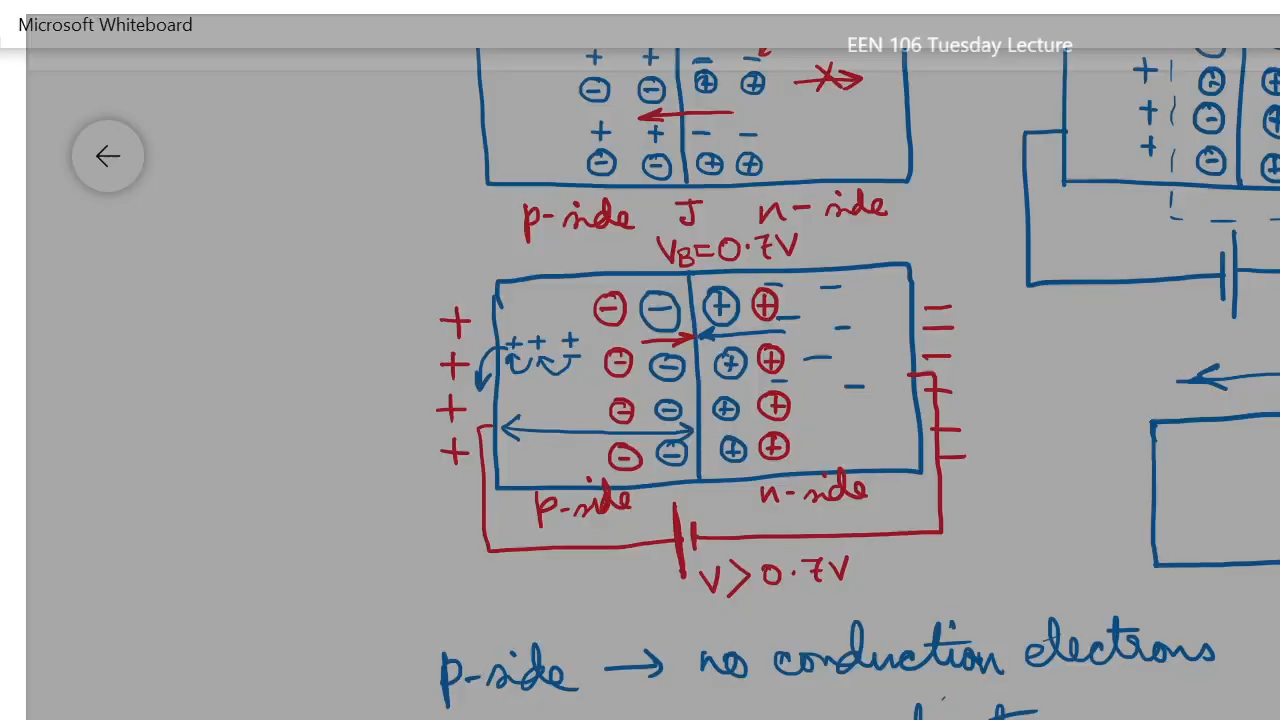 Microsoft Whiteboard
EEN 106 Tuesday Lecture
p-side J n-side
VB=0.7V
p-side n-side
V>0.7V
p-side → no conduction electrons